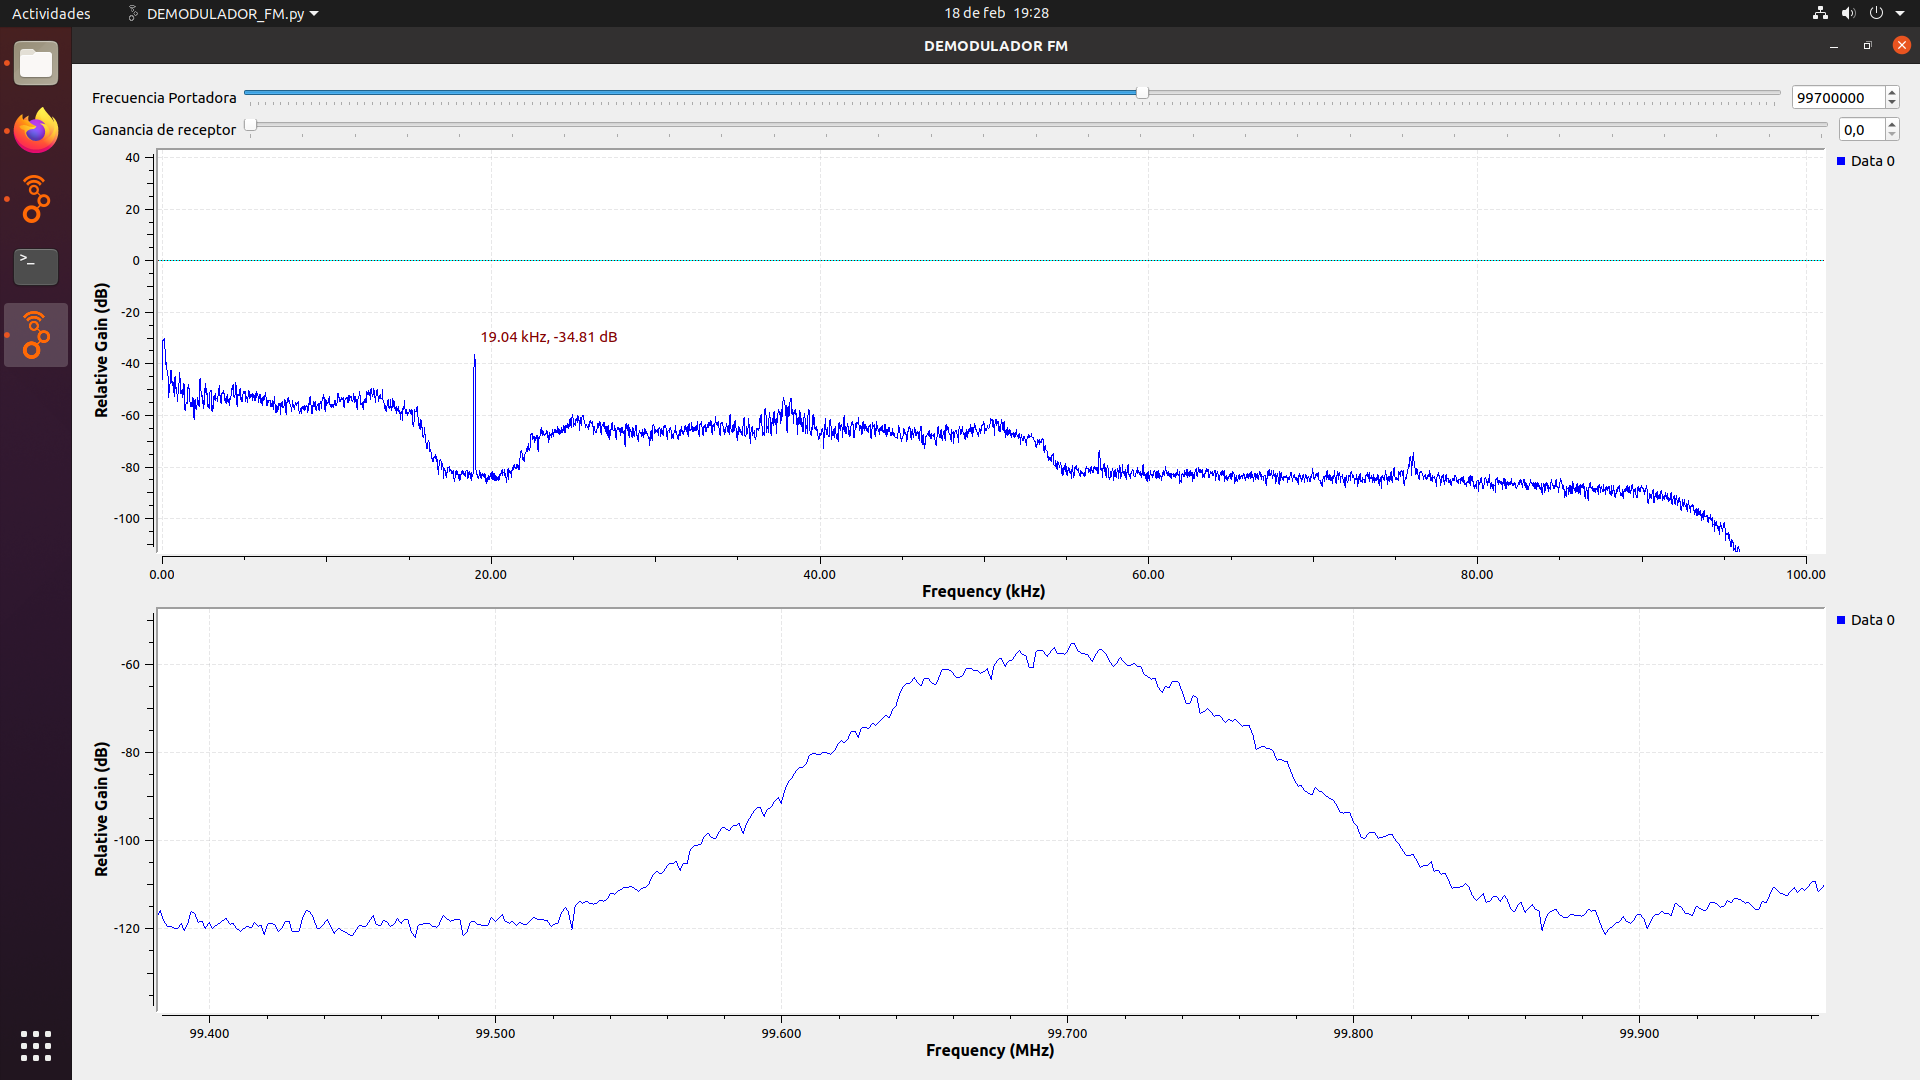 Actividades DEMODULADOR_FM.py 18 de feb 19:28
DEMODULADOR FM
Frecuencia Portadora 99700000
Ganancia de receptor 0,0
Data 0
Relative Gain (dB)
40
20
0
-20
-40
-60
-80
-100
19.04 kHz, -34.81 dB
0.00 20.00 40.00 60.00 80.00 100.00
Frequency (kHz)
Data 0
Relative Gain (dB)
-60
-80
-100
-120
99.400 99.500 99.600 99.700 99.800 99.900
Frequency (MHz)
>_